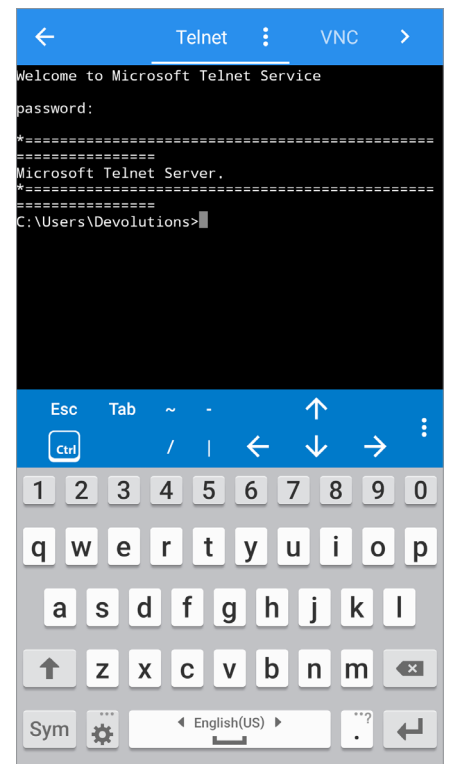 Telnet VNC
Welcome to Microsoft Telnet Service
password:
*===============================================
================
Microsoft Telnet Server.
*===============================================
================
C:\Users\Devolutions>
Esc Tab ~ -
Ctrl / |
1 2 3 4 5 6 7 8 9 0
q w e r t y u i o p
a s d f g h j k l
z x c v b n m
Sym English(US) ...? .